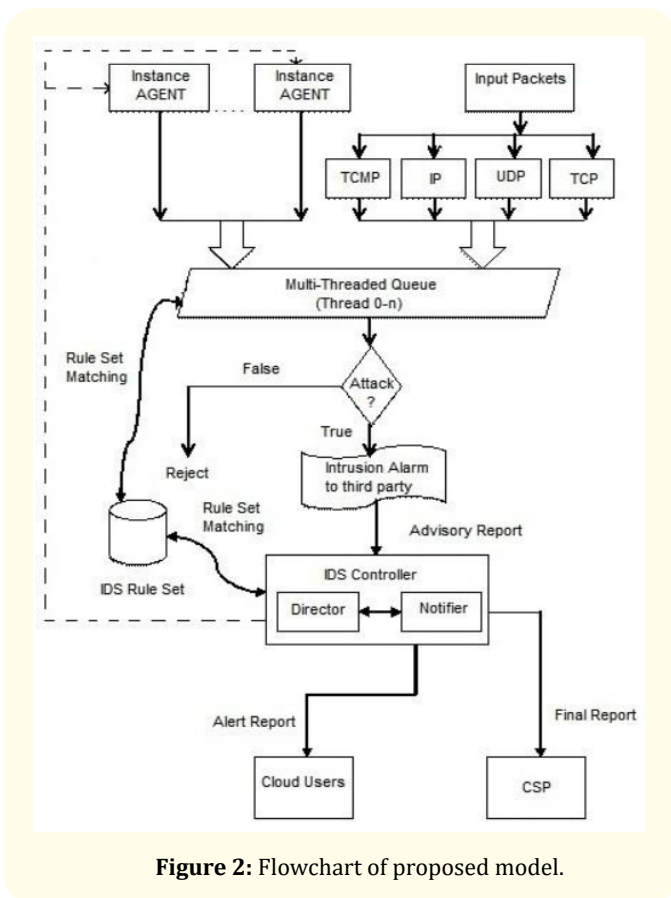 Instance
AGENT
Instance
AGENT
Input Packets
TCMP
IP
UDP
TCP
Multi-Threaded Queue
(Thread 0-n)
Rule Set
Matching
False
Attack
?
True
Reject
Intrusion Alarm
to third party
Rule Set
Matching
Advisory Report
IDS Rule Set
IDS Controller
Director
Notifier
Alert Report
Final Report
Cloud Users
CSP
Figure 2: Flowchart of proposed model.